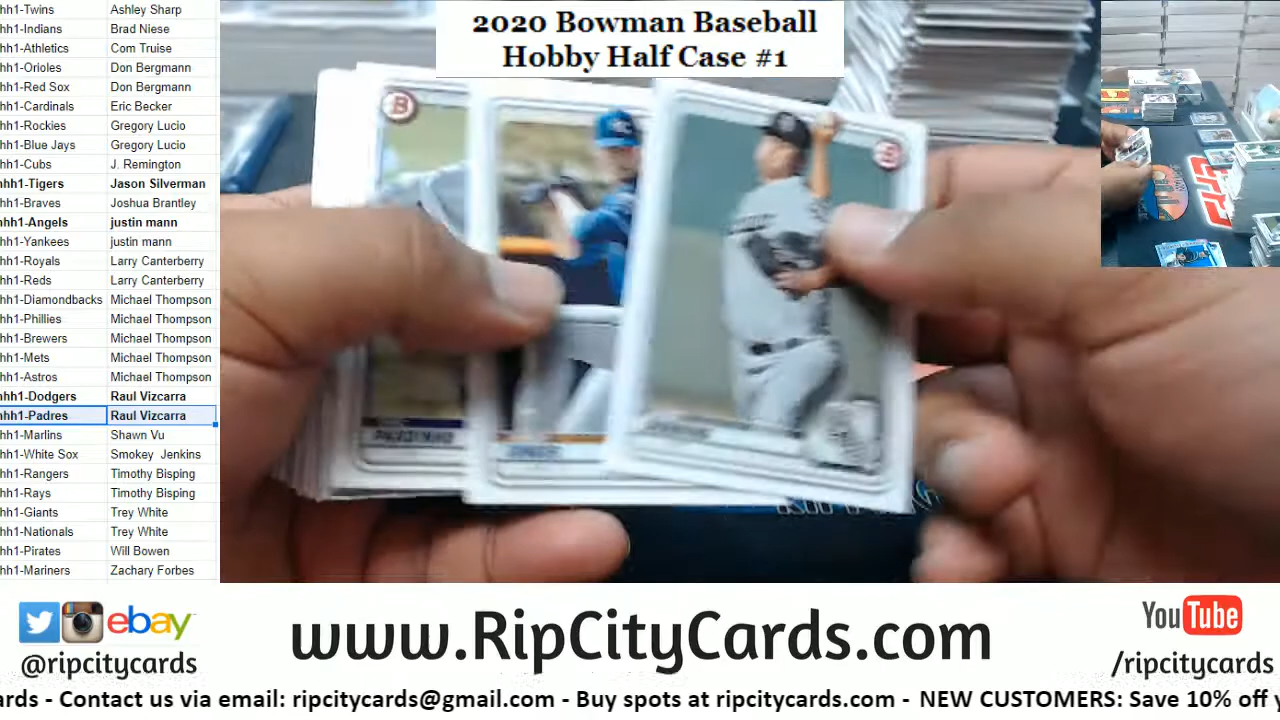 hh1-Twins Ashley Sharp
hh1-Indians Brad Niese
hh1-Athletics Com Truise
hh1-Orioles Don Bergmann
hh1-Red Sox Don Bergmann
hh1-Cardinals Eric Becker
hh1-Rockies Gregory Lucio
hh1-Blue Jays Gregory Lucio
hh1-Cubs J. Remington
hh1-Tigers Jason Silverman
hh1-Braves Joshua Brantley
hh1-Angels justin mann
hh1-Yankees justin mann
hh1-Royals Larry Canterberry
hh1-Reds Larry Canterberry
hh1-Diamondbacks Michael Thompson
hh1-Phillies Michael Thompson
hh1-Brewers Michael Thompson
hh1-Mets Michael Thompson
hh1-Astros Michael Thompson
hh1-Dodgers Raul Vizcarra
hh1-Padres Raul Vizcarra
hh1-Marlins Shawn Vu
hh1-White Sox Smokey Jenkins
hh1-Rangers Timothy Bisping
hh1-Rays Timothy Bisping
hh1-Giants Trey White
hh1-Nationals Trey White
hh1-Pirates Will Bowen
hh1-Mariners Zachary Forbes
2020 Bowman Baseball
Hobby Half Case #1
B
ebay
@ripcitycards
www.RipCityCards.com
YouTube
/ripcitycards
ards - Contact us via email: ripcitycards@gmail.com - Buy spots at ripcitycards.com - NEW CUSTOMERS: Save 10% off y